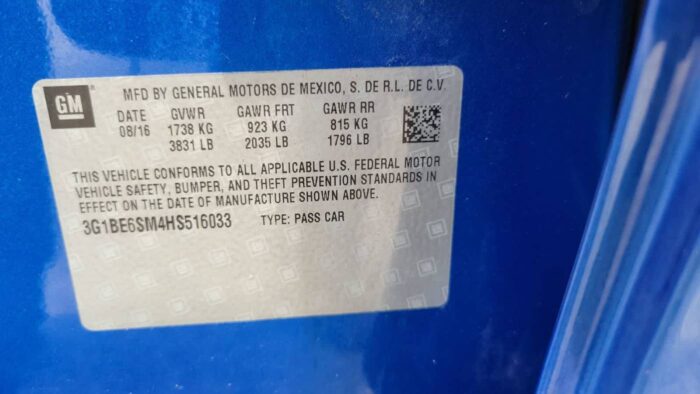 GM
MFD BY GENERAL MOTORS DE MEXICO, S. DE R.L. DE C.V.
DATE GVWR GAWR FRT GAWR RR
08/16 1738 KG 923 KG 815 KG
3831 LB 2035 LB 1796 LB
THIS VEHICLE CONFORMS TO ALL APPLICABLE U.S. FEDERAL MOTOR
VEHICLE SAFETY, BUMPER, AND THEFT PREVENTION STANDARDS IN
EFFECT ON THE DATE OF MANUFACTURE SHOWN ABOVE.
3G1BE6SM4HS516033 TYPE: PASS CAR